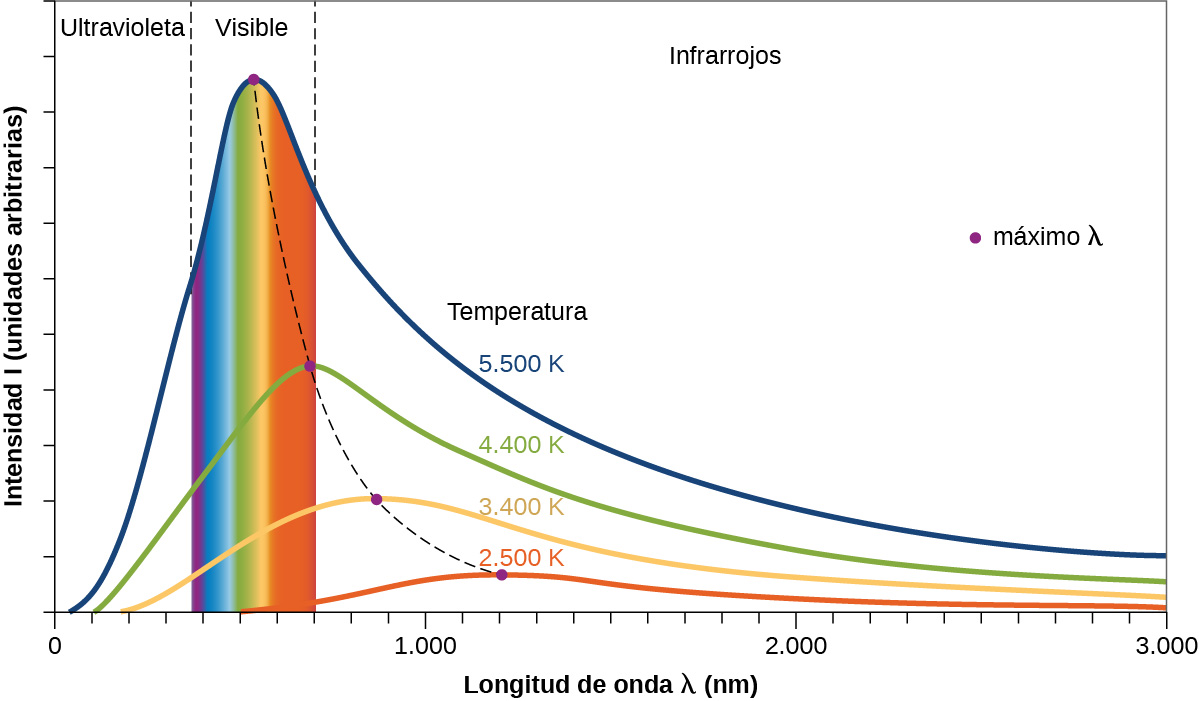 Ultravioleta
Visible
Infrarrojos
máximo λ
Temperatura
5.500 K
4.400 K
3.400 K
2.500 K
Intensidad I (unidades arbitrarias)
0
1.000
2.000
3.000
Longitud de onda λ (nm)